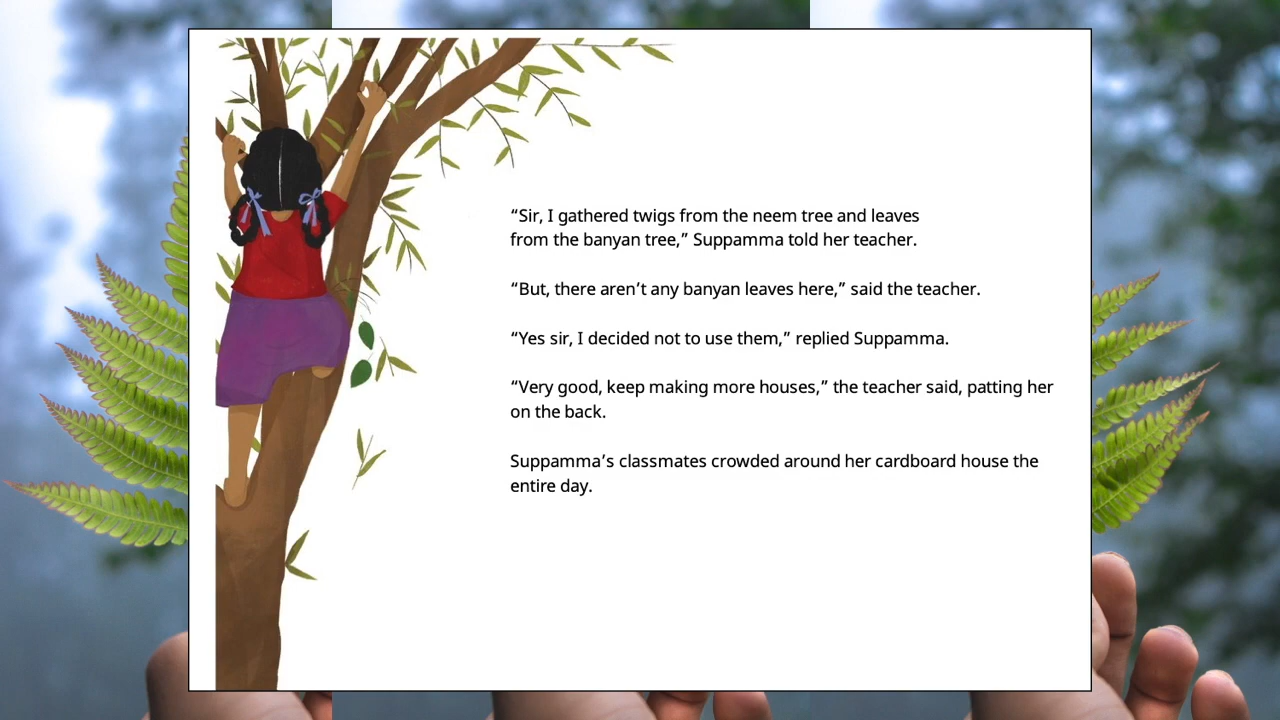 “Sir, I gathered twigs from the neem tree and leaves
from the banyan tree,” Suppamma told her teacher.
“But, there aren’t any banyan leaves here,” said the teacher.
“Yes sir, I decided not to use them,” replied Suppamma.
“Very good, keep making more houses,” the teacher said, patting her
on the back.
Suppamma’s classmates crowded around her cardboard house the
entire day.